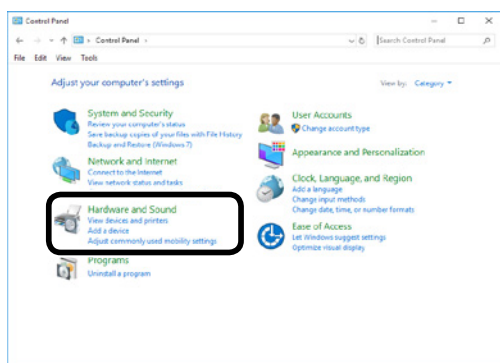 Control Panel
Control Panel
Search Control Panel
File Edit View Tools
Adjust your computer's settings
View by: Category
System and Security
Review your computer's status
Save backup copies of your files with File History
Backup and Restore (Windows 7)
Network and Internet
Connect to the Internet
View network status and tasks
Hardware and Sound
View devices and printers
Add a device
Adjust commonly used mobility settings
Programs
Uninstall a program
User Accounts
Change account type
Appearance and Personalization
Clock, Language, and Region
Add a language
Change input methods
Change date, time, or number formats
Ease of Access
Let Windows suggest settings
Optimize visual display